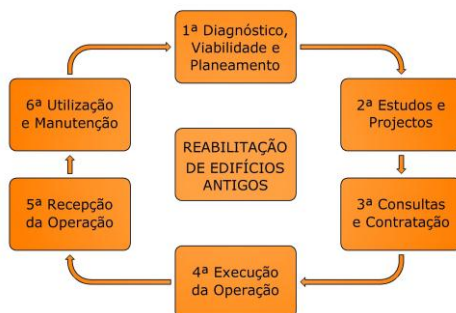 1ª Diagnóstico,
Viabilidade e
Planeamento
2ª Estudos e
Projectos
3ª Consultas
e Contratação
4ª Execução
da Operação
5ª Recepção
da Operação
6ª Utilização
e Manutenção
REABILITAÇÃO
DE EDIFÍCIOS
ANTIGOS